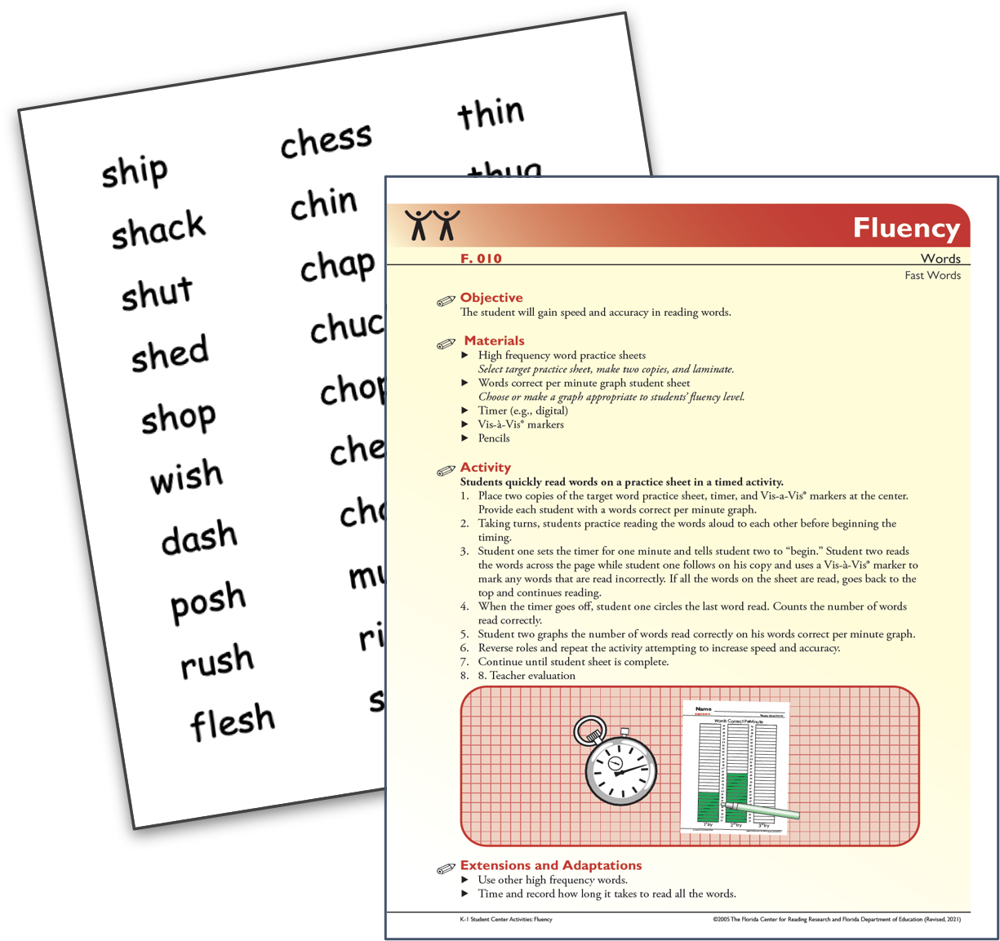 ship
shack
shut
shed
shop
wish
dash
posh
rush
flesh
chess
chin
chap
thin
Fluency
F. 010
Words
Fast Words
Objective
The student will gain speed and accuracy in reading words.
Materials
► High frequency word practice sheets
Select target practice sheet, make two copies, and laminate.
► Words correct per minute graph student sheet
Choose or make a graph appropriate to students' fluency level.
► Timer (e.g., digital)
► Vis-à-Vis® markers
► Pencils
Activity
Students quickly read words on a practice sheet in a timed activity.
1. Place two copies of the target word practice sheet, timer, and Vis-a-Vis® markers at the center.
Provide each student with a words correct per minute graph.
2. Taking turns, students practice reading the words aloud to each other before beginning the
timing.
3. Student one sets the timer for one minute and tells student two to “begin.” Student two reads
the words across the page while student one follows on his copy and uses a Vis-à-Vis® marker to
mark any words that are read incorrectly. If all the words on the sheet are read, goes back to the
top and continues reading.
4. When the timer goes off, student one circles the last word read. Counts the number of words
read correctly.
5. Student two graphs the number of words read correctly on his words correct per minute graph.
6. Reverse roles and repeat the activity attempting to increase speed and accuracy.
7. Continue until student sheet is complete.
8. 8. Teacher evaluation
Name
Words Correct Per Minute
1st try 2nd try 3rd try
Extensions and Adaptations
► Use other high frequency words.
► Time and record how long it takes to read all the words.
K-1 Student Center Activities: Fluency
©2005 The Florida Center for Reading Research and Florida Department of Education (Revised, 2021)